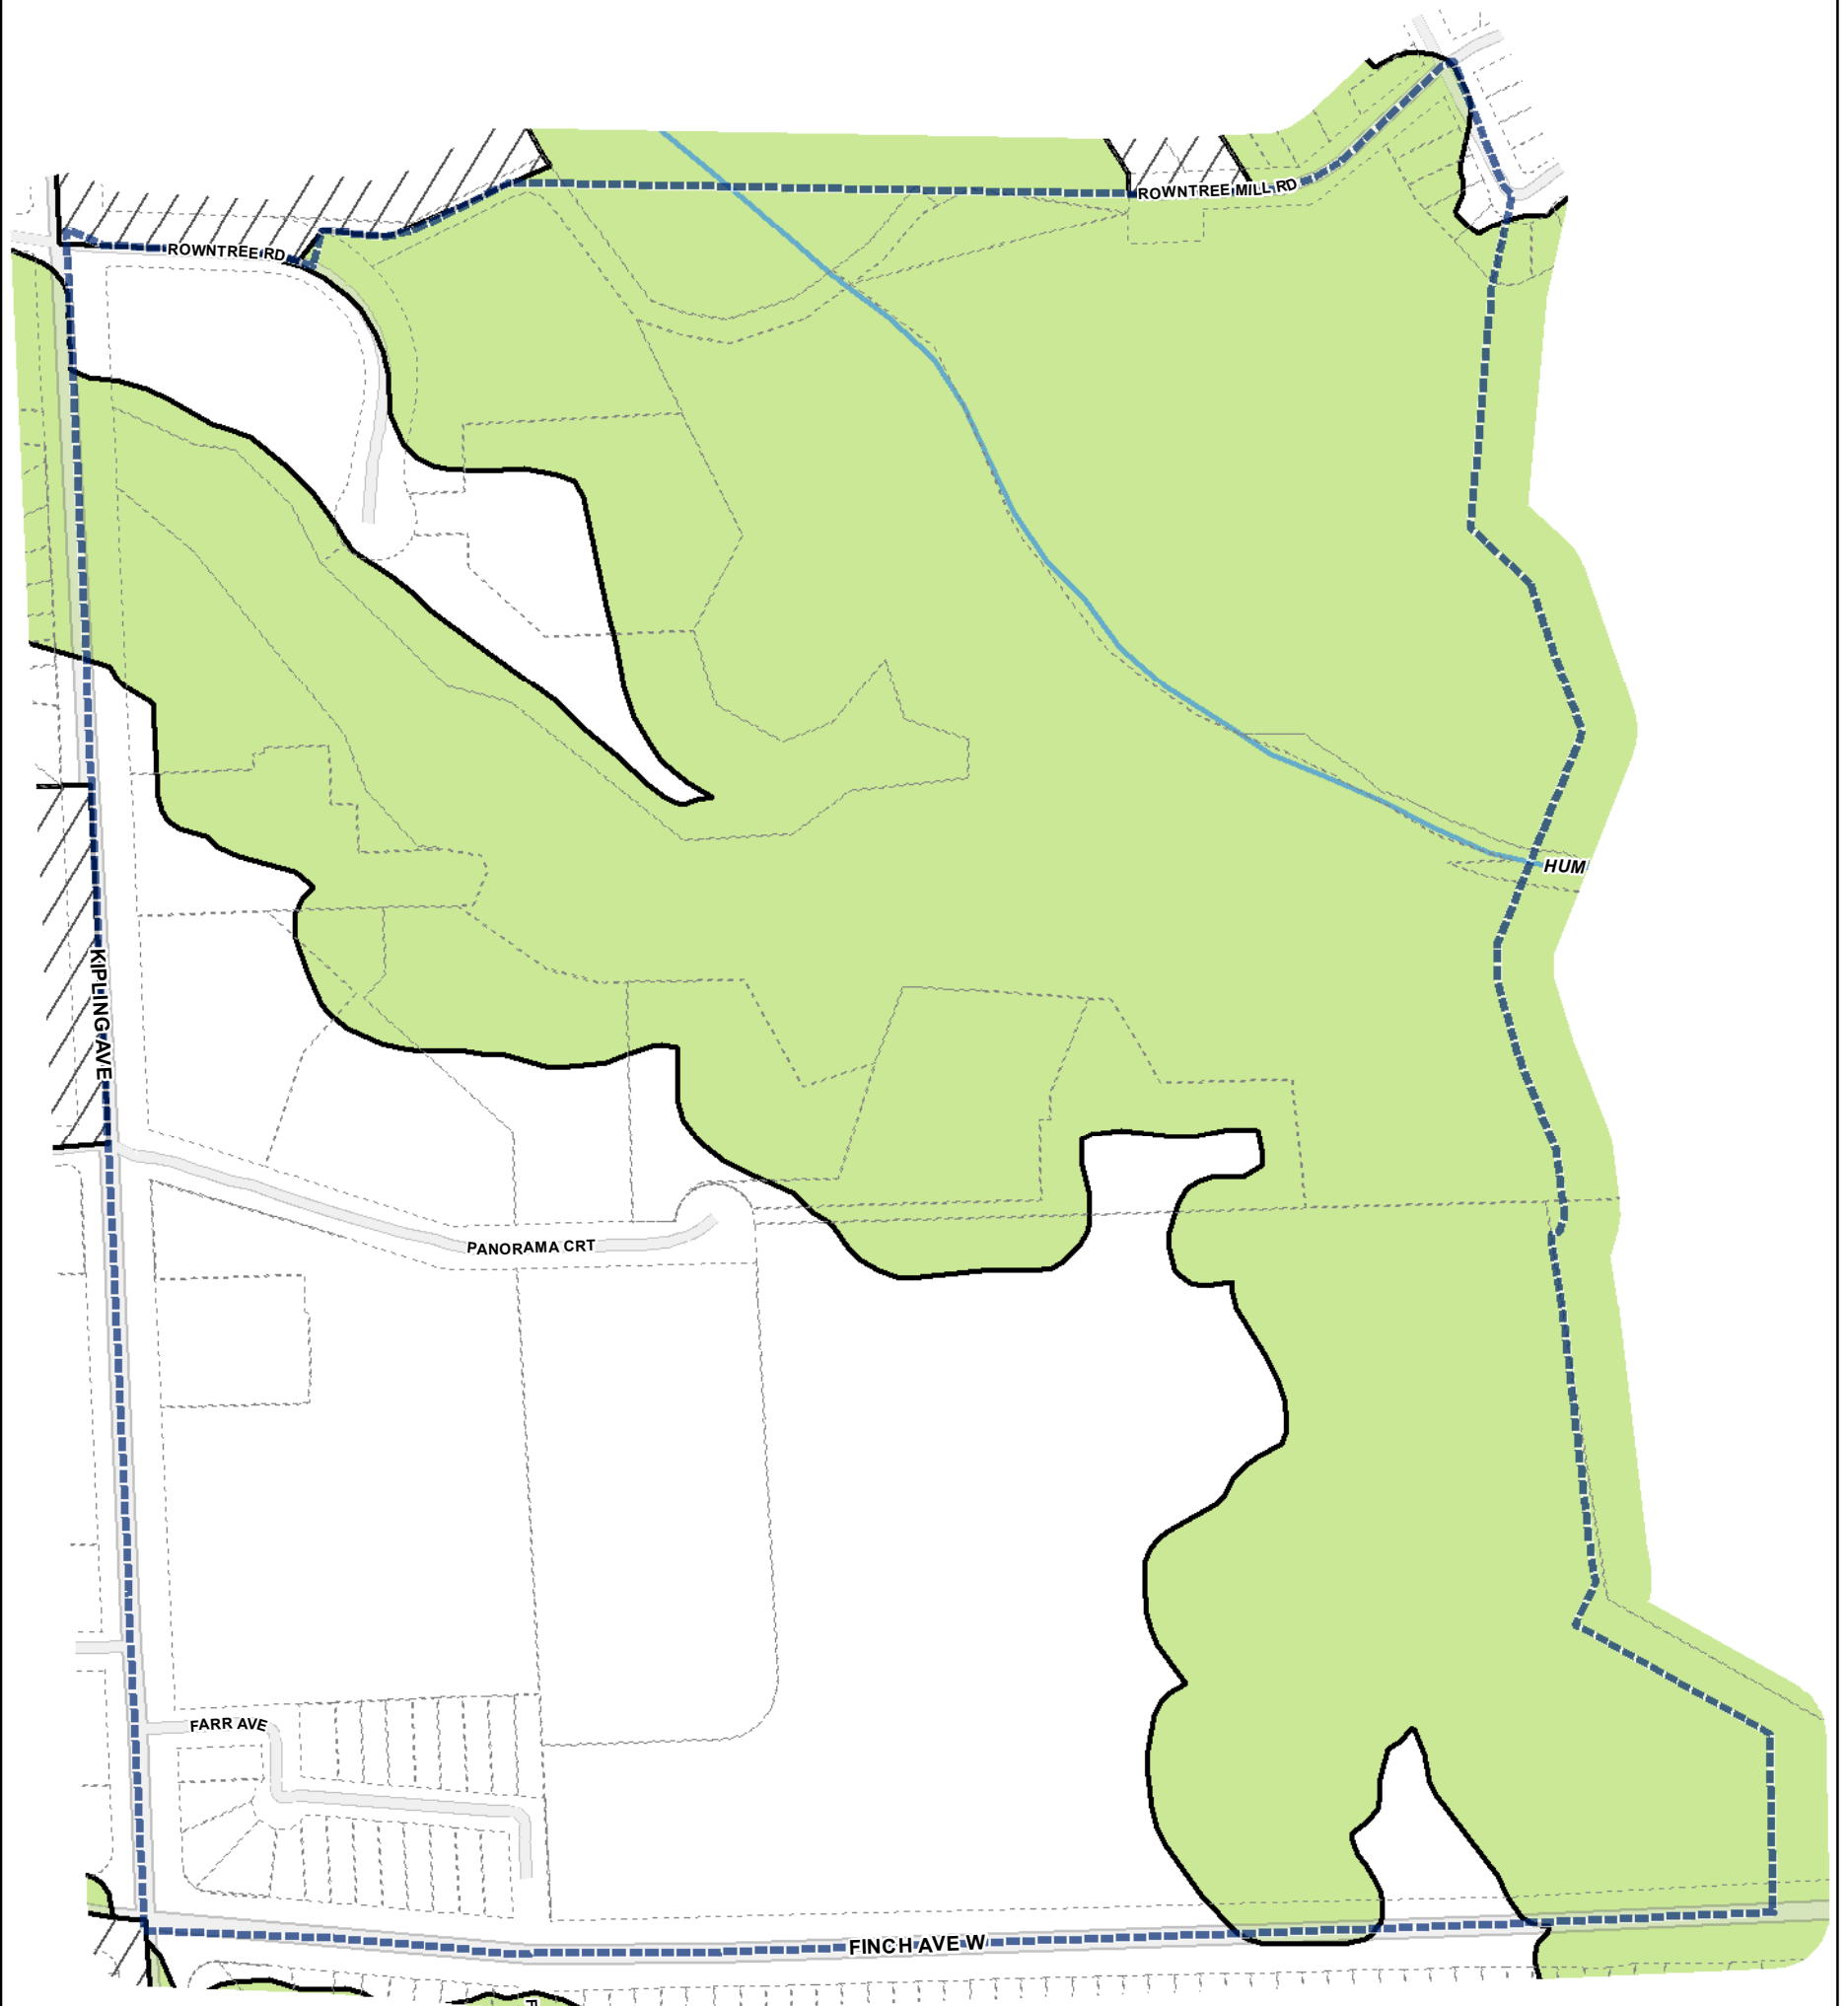 ROWNTREE MILL RD
ROWNTREE RD
HUM
KIPLING AVE
PANORAMA CRT
FARR AVE
FINCH AVE W